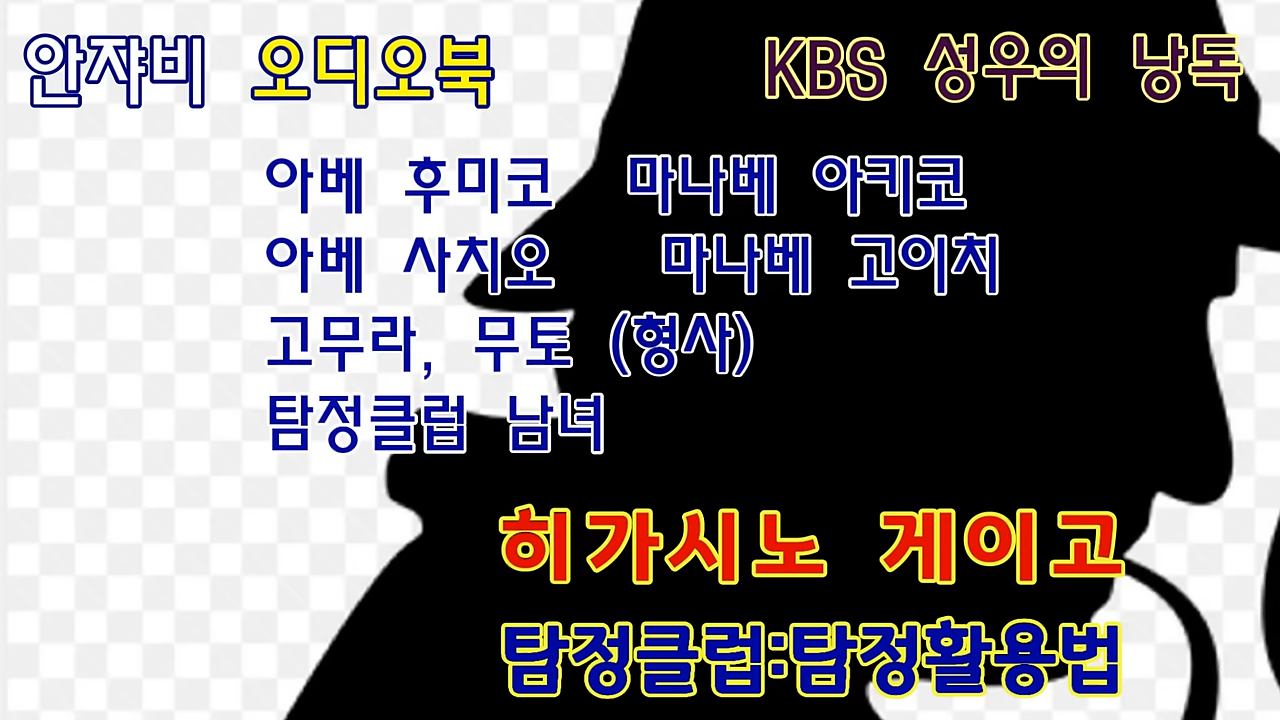 안쟈비 오디오북 KBS 성우의 낭독
아베 후미코 마나베 아키코
아베 사치오 마나베 고이치
고무라, 무토 (형사)
탐정클럽 남녀
히가시노 게이고
탐정클럽:탐정활용법